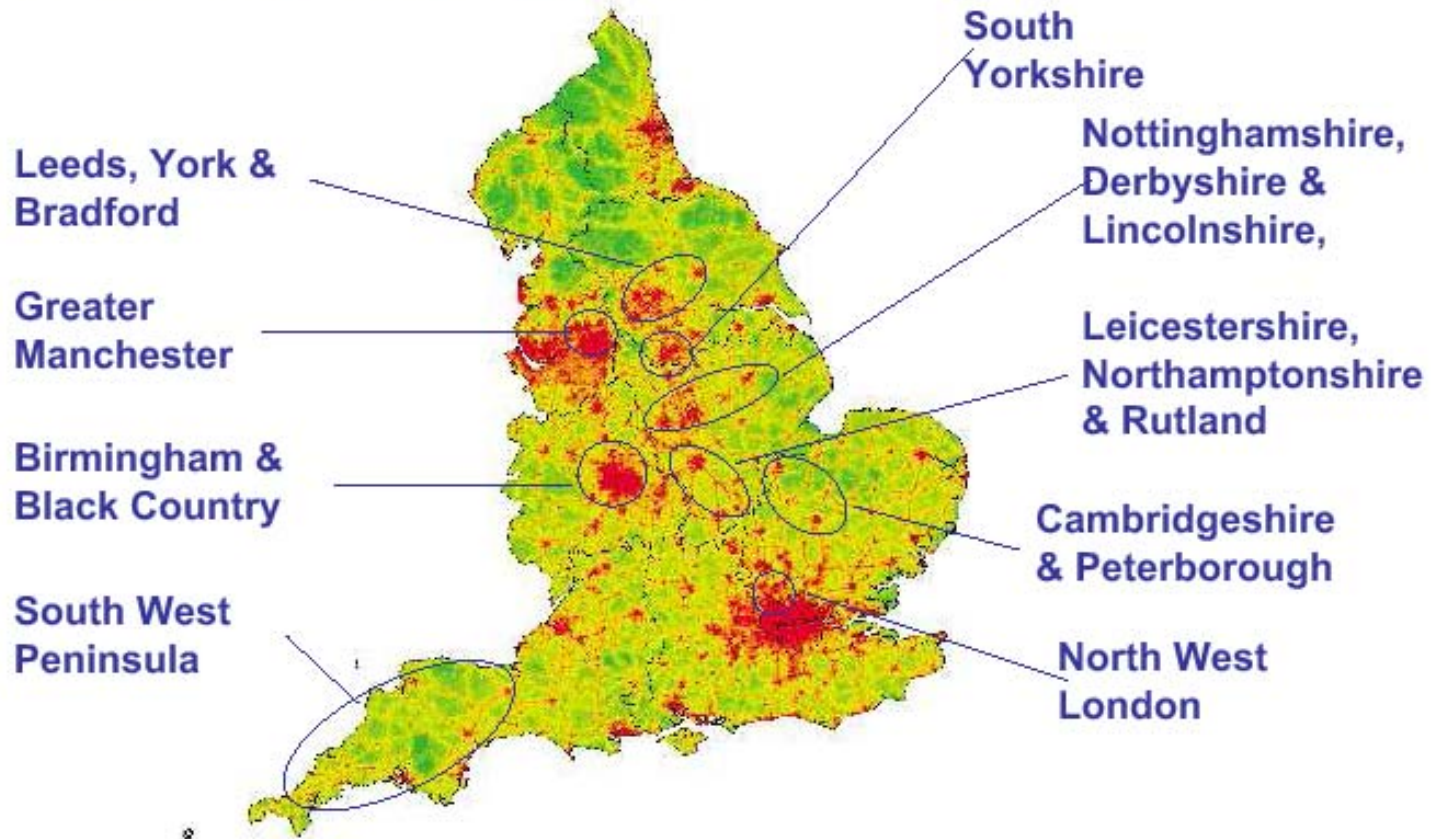 South
Yorkshire
Nottinghamshire,
Derbyshire &
Lincolnshire,
Leeds, York &
Bradford
Greater
Manchester
Leicestershire,
Northamptonshire
& Rutland
Birmingham &
Black Country
Cambridgeshire
& Peterborough
South West
Peninsula
North West
London